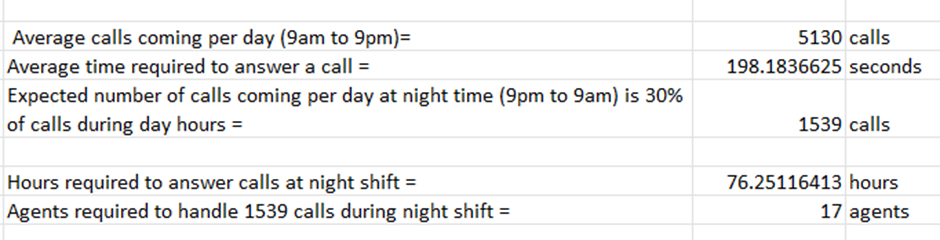 Average calls coming per day (9am to 9pm)= 5130 calls
Average time required to answer a call = 198.1836625 seconds
Expected number of calls coming per day at night time (9pm to 9am) is 30%
of calls during day hours = 1539 calls
Hours required to answer calls at night shift = 76.25116413 hours
Agents required to handle 1539 calls during night shift = 17 agents